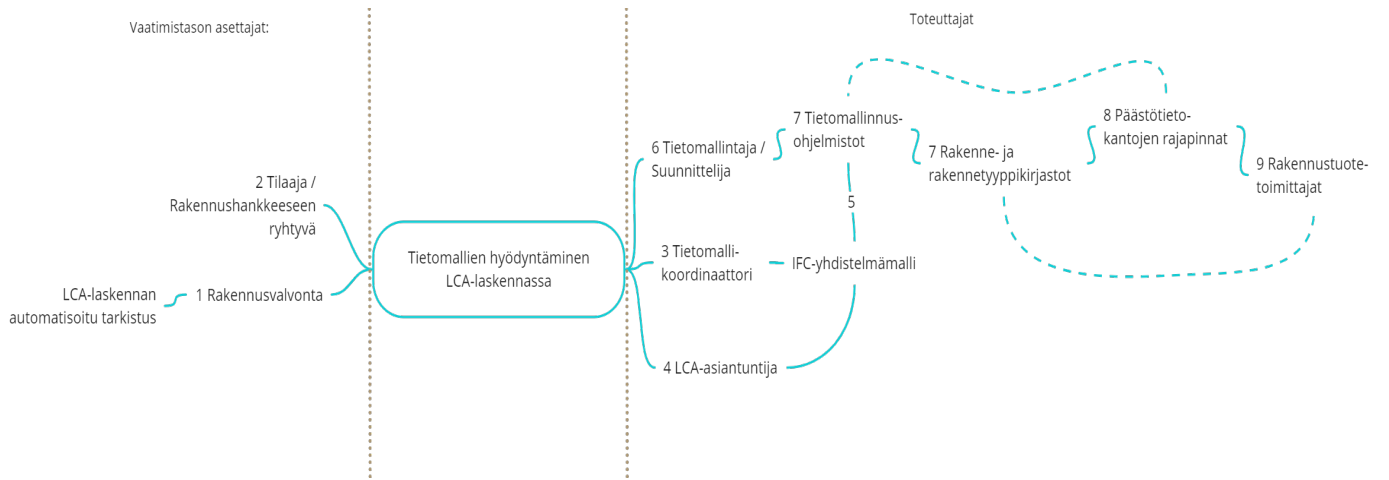 Vaatimistason asettajat:
Toteuttajat
2 Tilaaja /
Rakennushankkeeseen
ryhtyvä
1 Rakennusvalvonta
LCA-laskennan
automatisoitu tarkistus
Tietomallien hyödyntäminen
LCA-laskennassa
6 Tietomallintaja /
Suunnittelija
3 Tietomalli-
koordinaattori
4 LCA-asiantuntija
7 Tietomallinnus-
ohjelmistot
5
IFC-yhdistelmämalli
7 Rakenne- ja
rakennetyyppikirjastot
8 Päästötieto-
kantojen rajapinnat
9 Rakennustuote-
toimittajat